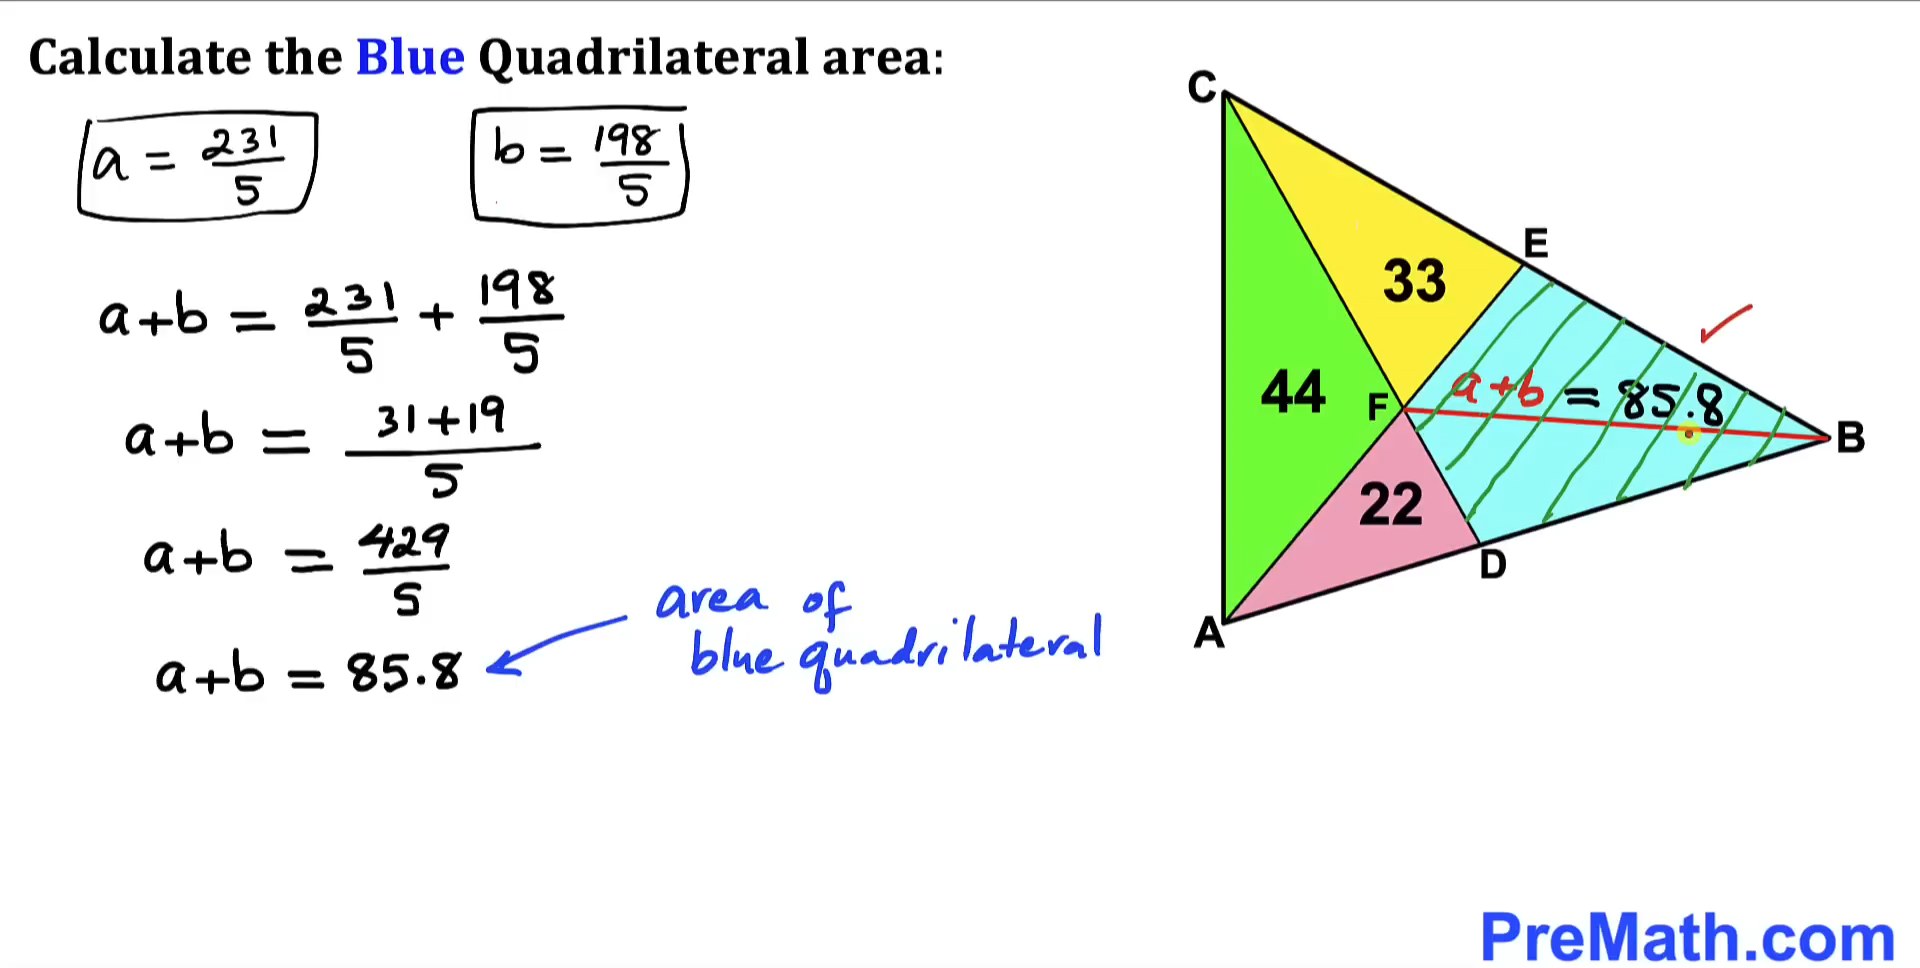 Calculate the Blue Quadrilateral area:
a = 231/5
b = 198/5
a+b = 231/5 + 198/5
a+b = 31+19/5
a+b = 429/5
a+b = 85.8
area of
blue quadrilateral
C
E
33
44
F
a+b = 85.8
B
22
D
A
PreMath.com